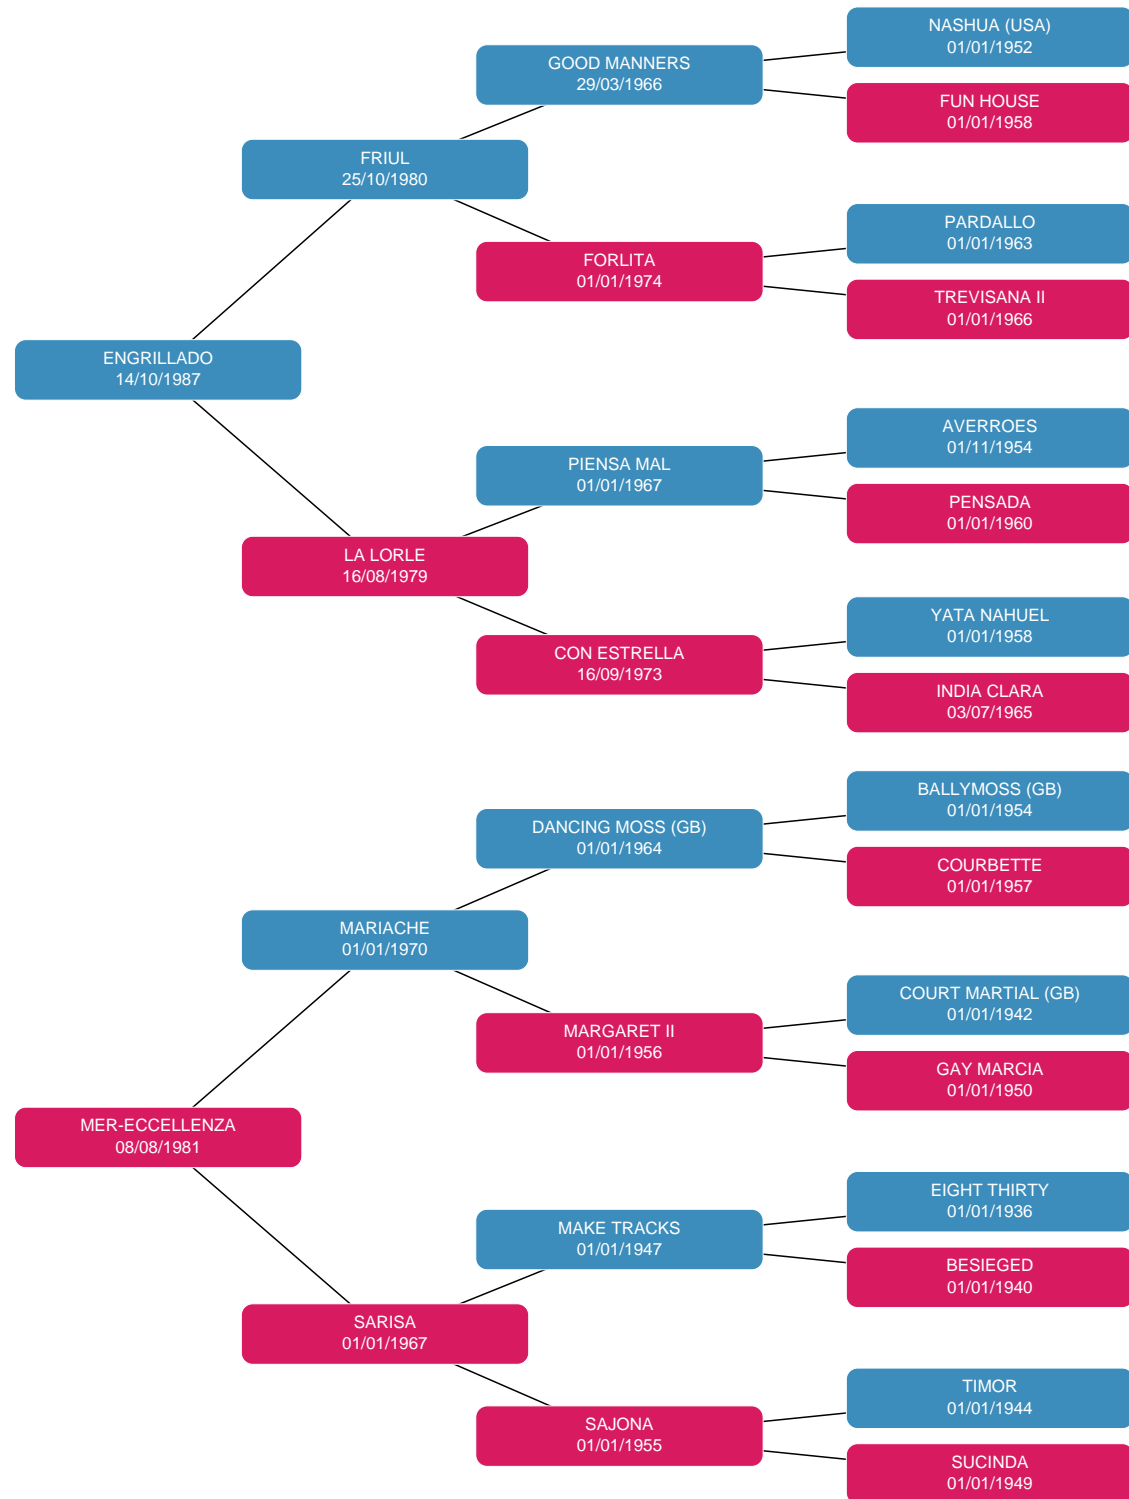 NASHUA (USA)
01/01/1952
GOOD MANNERS
29/03/1966
FUN HOUSE
01/01/1958
FRIUL
25/10/1980
PARDALLO
01/01/1963
FORLITA
01/01/1974
TREVISANA II
01/01/1966
ENGRILLADO
14/10/1987
AVERROES
01/11/1954
PIENSA MAL
01/01/1967
PENSADA
01/01/1960
LA LORLE
16/08/1979
YATA NAHUEL
01/01/1958
CON ESTRELLA
16/09/1973
INDIA CLARA
03/07/1965
BALLYMOSS (GB)
01/01/1954
DANCING MOSS (GB)
01/01/1964
COURBETTE
01/01/1957
MARIACHE
01/01/1970
COURT MARTIAL (GB)
01/01/1942
MARGARET II
01/01/1956
GAY MARCIA
01/01/1950
MER-ECCELLENZA
08/08/1981
EIGHT THIRTY
01/01/1936
MAKE TRACKS
01/01/1947
BESIEGED
01/01/1940
SARISA
01/01/1967
TIMOR
01/01/1944
SAJONA
01/01/1955
SUCINDA
01/01/1949